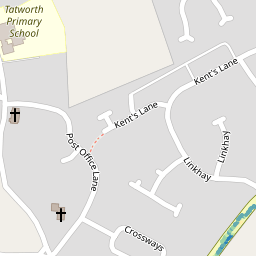 Tatworth
Primary
School
Kent's Lane
Kent's Lane
Post Office Lane
Linkhay
Linkhay
Crossways